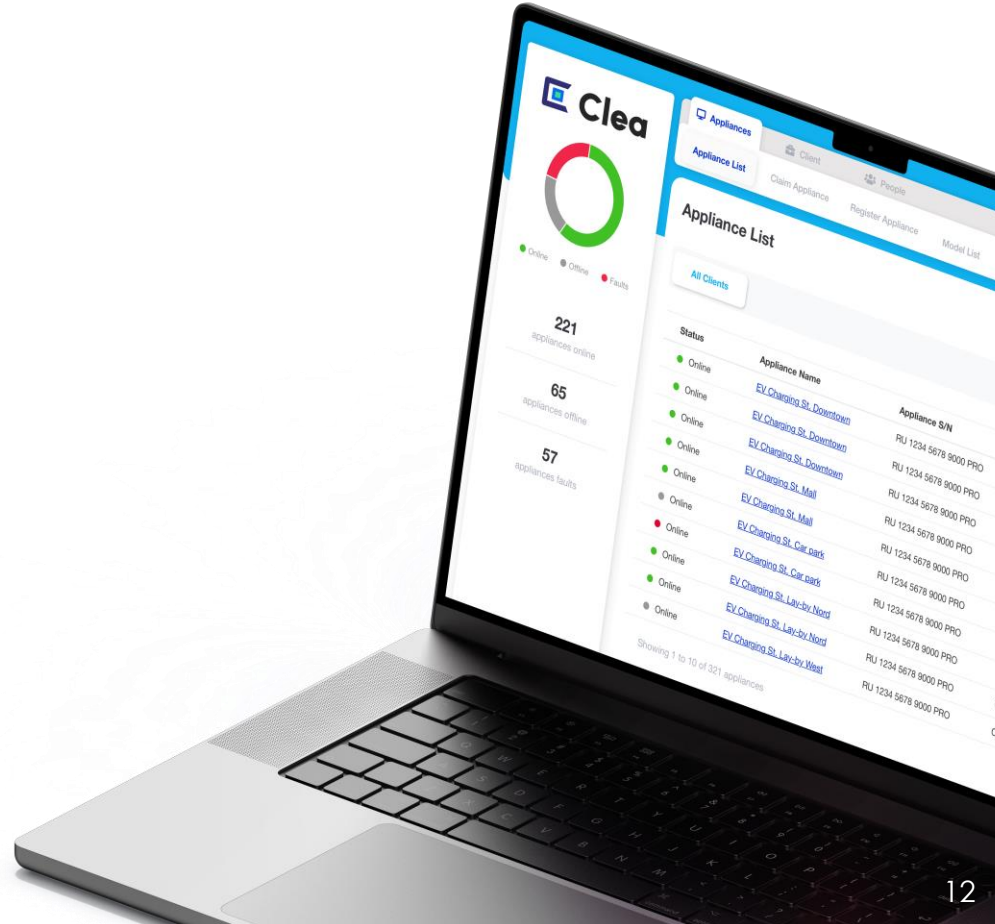 Clea
Online Offline Faults
221
appliances online
65
appliances offline
57
appliances faults
Appliances Client People
Appliance List Claim Appliance Register Appliance Model List
Appliance List
All Clients
Status Appliance Name Appliance S/N
Online EV Charging St. Downtown RU 1234 5678 9000 PRO
Online EV Charging St. Downtown RU 1234 5678 9000 PRO
Online EV Charging St. Downtown RU 1234 5678 9000 PRO
Online EV Charging St. Mall RU 1234 5678 9000 PRO
Online EV Charging St. Mall RU 1234 5678 9000 PRO
Online EV Charging St. Car park RU 1234 5678 9000 PRO
Online EV Charging St. Car park RU 1234 5678 9000 PRO
Online EV Charging St. Lay-by Nord RU 1234 5678 9000 PRO
Online EV Charging St. Lay-by Nord RU 1234 5678 9000 PRO
Online EV Charging St. Lay-by West RU 1234 5678 9000 PRO
Showing 1 to 10 of 321 appliances
12